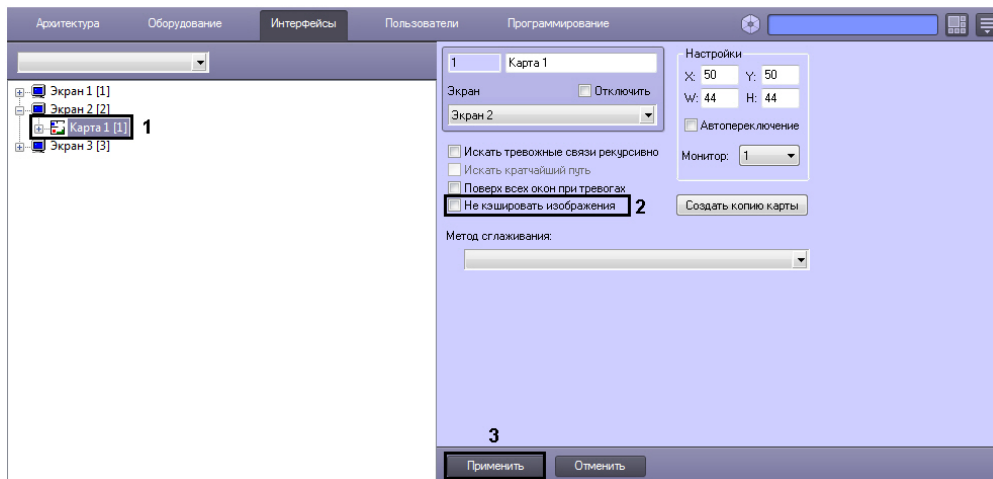 Архитектура Оборудование Интерфейсы Пользователи Программирование
Экран 1 [1]
Экран 2 [2]
Карта 1 [1] 1
Экран 3 [3]
1 Карта 1
Экран Отключить
Экран 2
Настройки
X: 50 Y: 50
W: 44 H: 44
Автопереключение
Монитор: 1
Искать тревожные связи рекурсивно
Искать кратчайший путь
Поверх всех окон при тревогах
Не кэшировать изображения 2
Создать копию карты
Метод сглаживания:
3
Применить Отменить